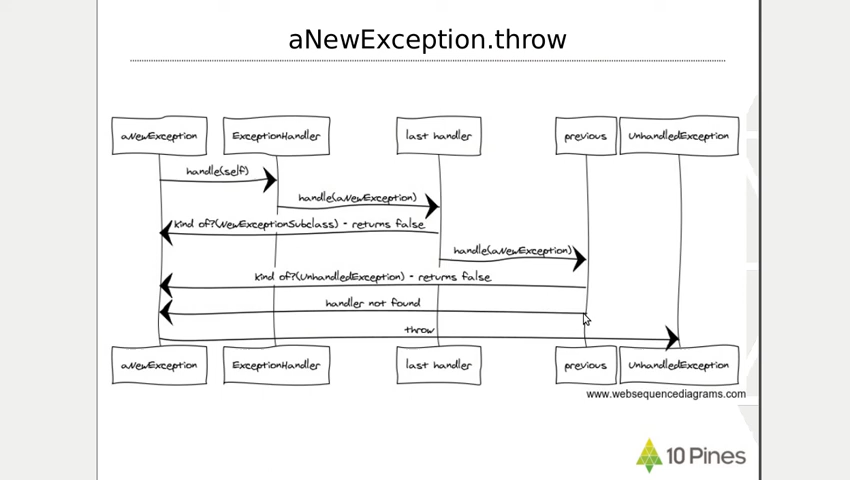 aNewException.throw
aNewException ExceptionHandler last handler previous UnhandledException
handle(self)
handle(aNewException)
kind of?(NewExceptionSubclass) - returns false
handle(aNewException)
kind of?(UnhandledException) - returns false
handler not found
throw
aNewException ExceptionHandler last handler previous UnhandledException
www.websequencediagrams.com
10 Pines